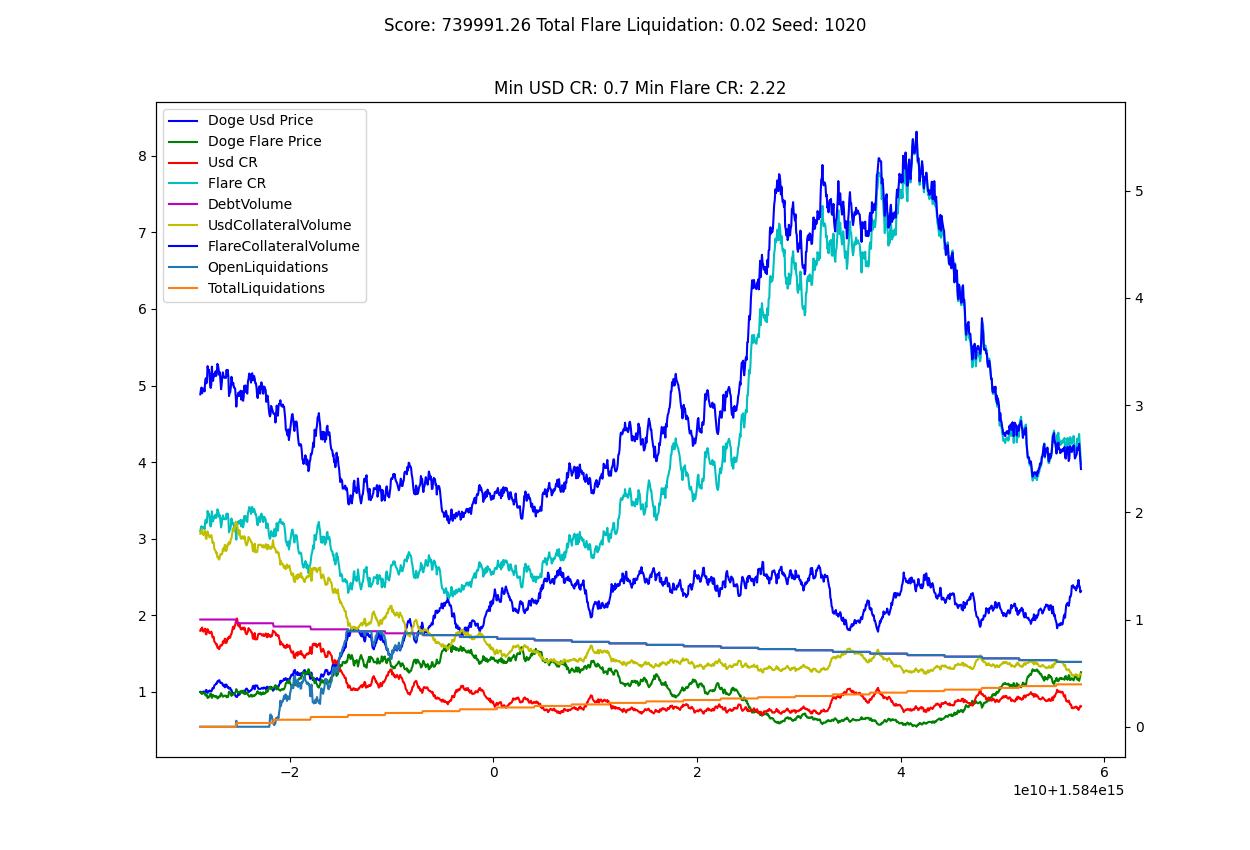 Score: 739991.26 Total Flare Liquidation: 0.02 Seed: 1020
Min USD CR: 0.7 Min Flare CR: 2.22
Doge Usd Price
Doge Flare Price
Usd CR
Flare CR
DebtVolume
UsdCollateralVolume
FlareCollateralVolume
OpenLiquidations
TotalLiquidations
8
7
6
5
4
3
2
1
5
4
3
2
1
0
−2
0
2
4
6
1e10+1.584e15